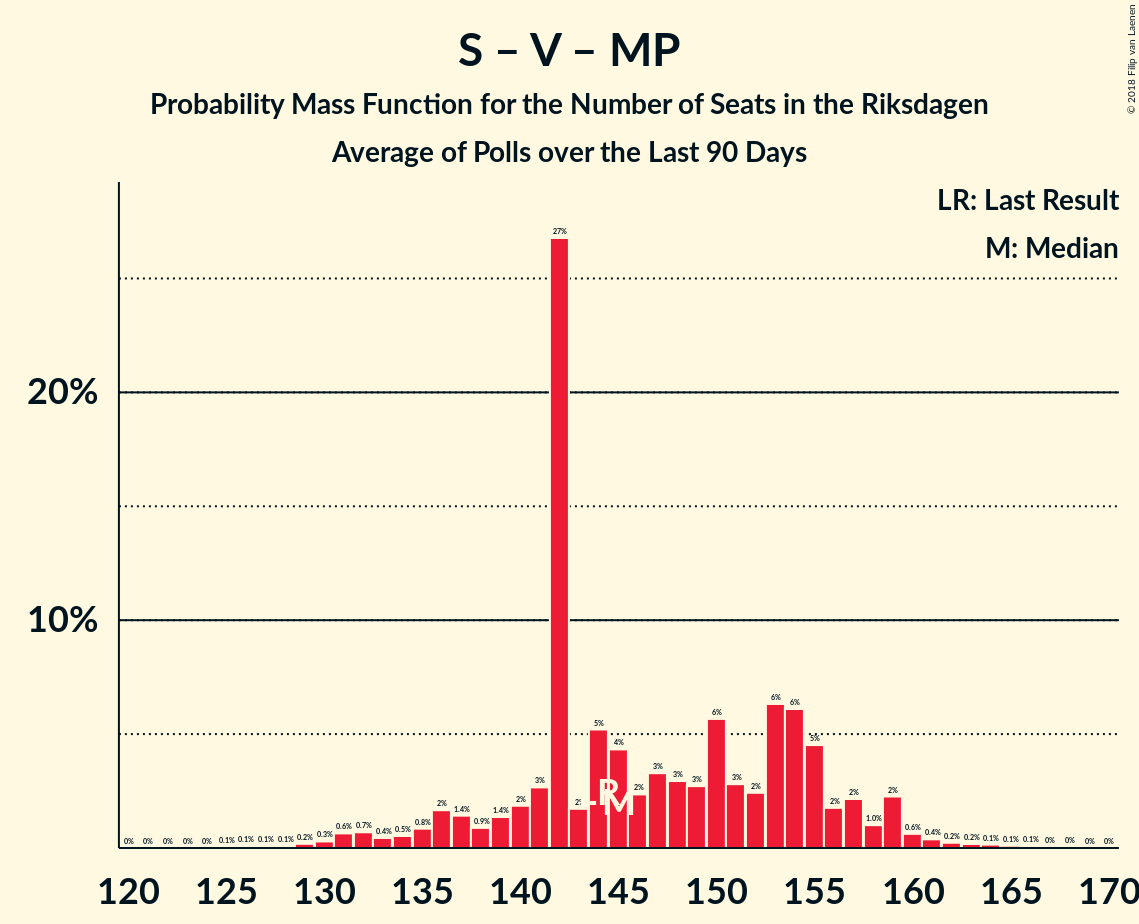 S – V – MP
Probability Mass Function for the Number of Seats in the Riksdagen
Average of Polls over the Last 90 Days
© 2018 Filip van Laenen
LR: Last Result
M: Median
20%
10%
0% 0% 0% 0% 0% 0.1% 0.1% 0.1% 0.1% 0.2% 0.3% 0.6% 0.7% 0.4% 0.5% 0.8% 2% 1.4% 0.9% 1.4% 2% 3% 27% 2% 5% 4% 2% 3% 3% 3% 6% 3% 2% 6% 6% 5% 2% 2% 1.0% 2% 0.6% 0.4% 0.2% 0.2% 0.1% 0.1% 0.1% 0% 0% 0% 0%
LR M
120 125 130 135 140 145 150 155 160 165 170